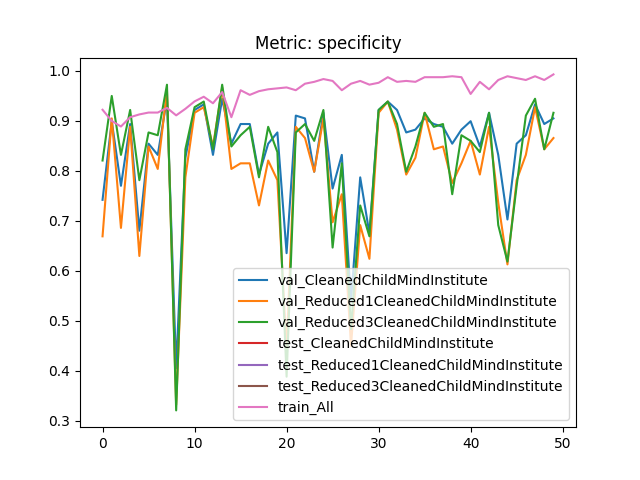 Metric: specificity
1.0
0.9
0.8
0.7
0.6
0.5
0.4
0.3
val_CleanedChildMindInstitute
val_Reduced1CleanedChildMindInstitute
val_Reduced3CleanedChildMindInstitute
test_CleanedChildMindInstitute
test_Reduced1CleanedChildMindInstitute
test_Reduced3CleanedChildMindInstitute
train_All
0 10 20 30 40 50